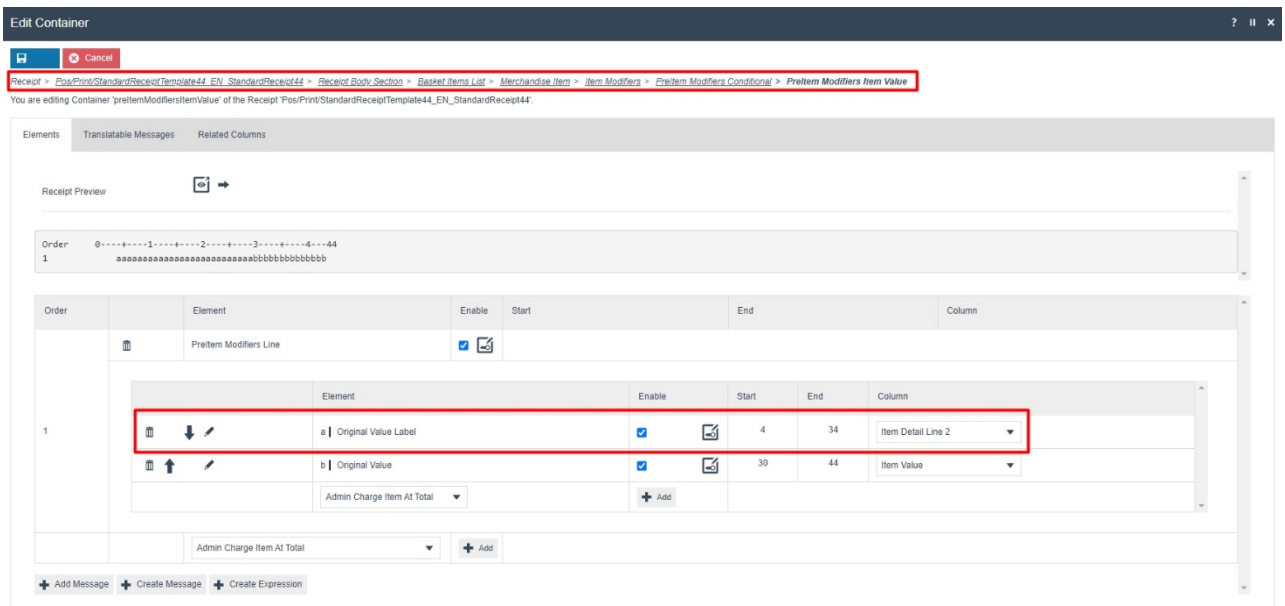 Edit Container
? II X
Cancel
Receipt > Pos/Print/StandardReceiptTemplate44_EN_StandardReceipt44 > Receipt Body Section > Basket Items List > Merchandise Item > Item Modifiers > PreItem Modifiers Conditional > PreItem Modifiers Item Value
You are editing Container 'preItemModifiersItemValue' of the Receipt 'Pos/Print/StandardReceiptTemplate44_EN_StandardReceipt44'.
Elements Translatable Messages Related Columns
Receipt Preview
Order 0----+----1----+----2----+----3----+----4---44
1 aaaaaaaaaaaaaaaaaaaaaaaaaabbbbbbbbbbbbbb
Order Element Enable Start End Column
PreItem Modifiers Line
Element Enable Start End Column
1 a | Original Value Label 4 34 Item Detail Line 2
b | Original Value 30 44 Item Value
Admin Charge Item At Total + Add
Admin Charge Item At Total + Add
+ Add Message + Create Message + Create Expression